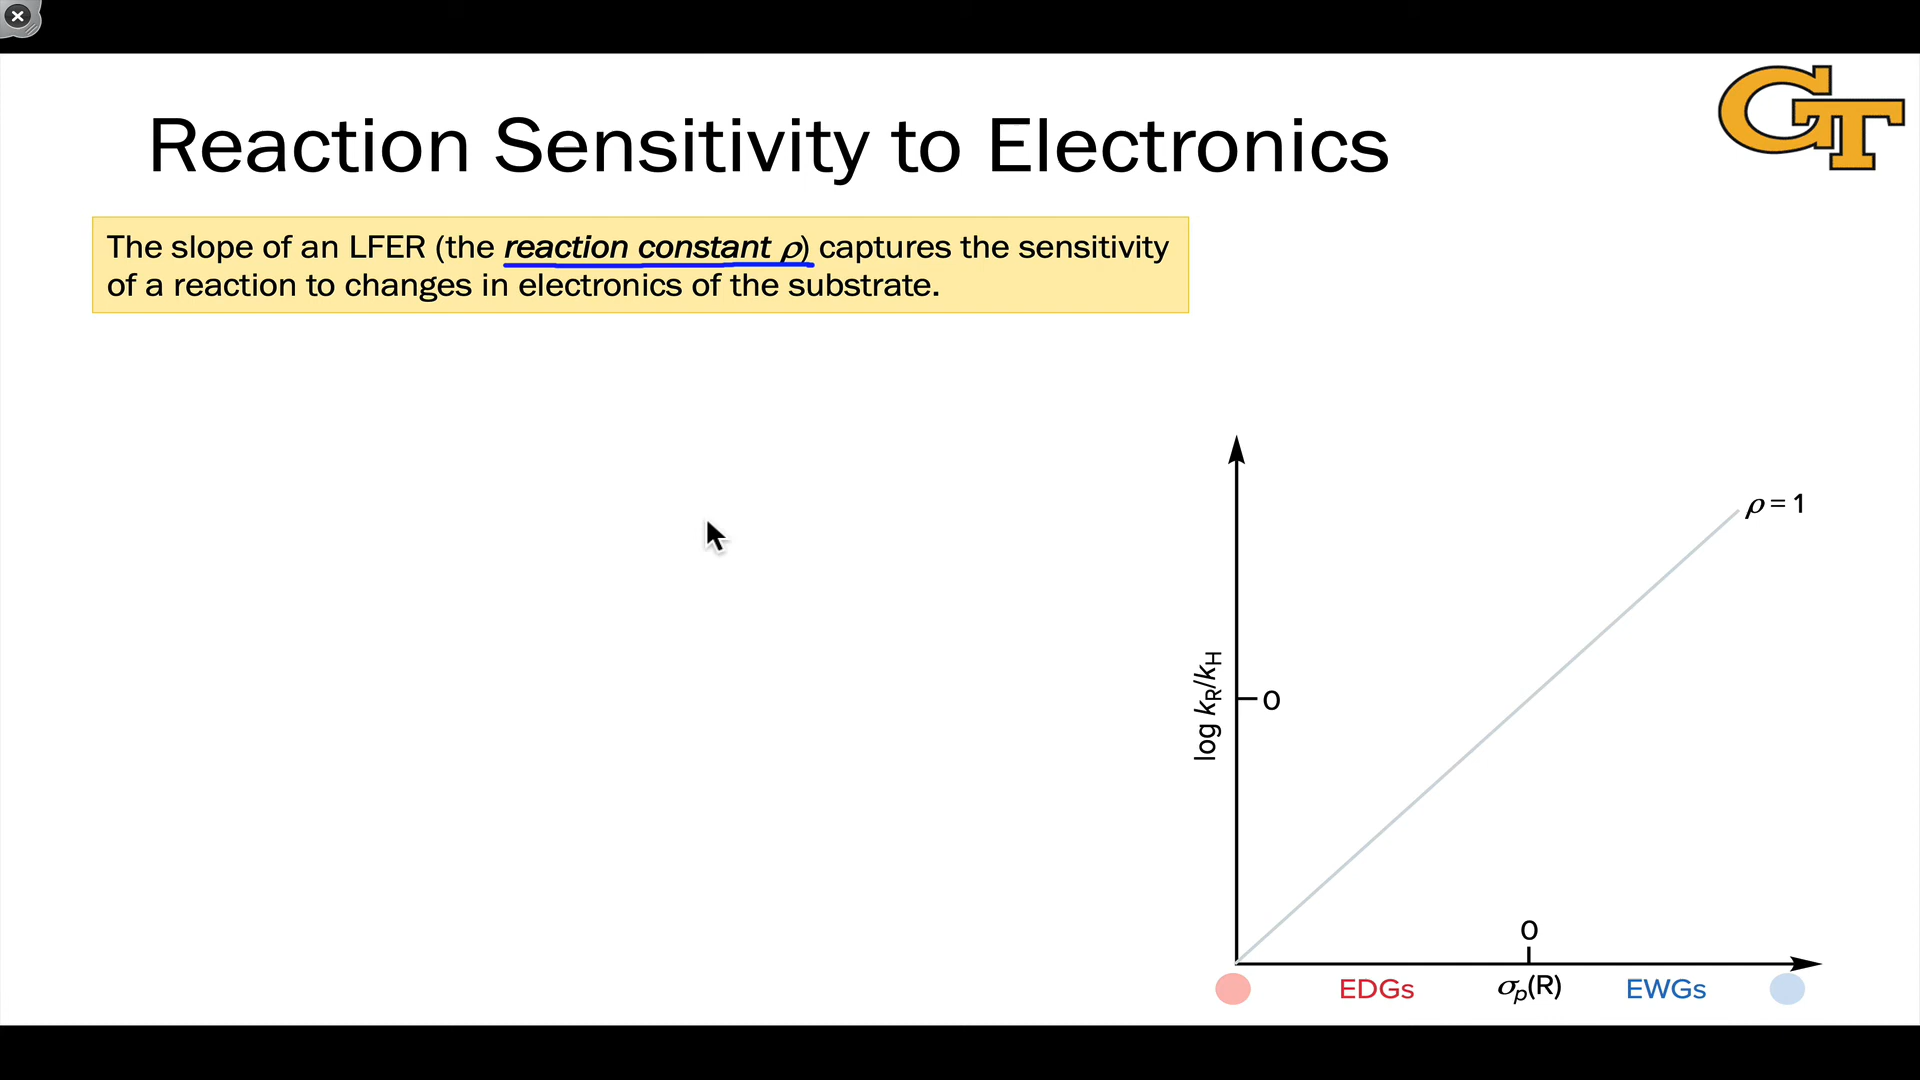 GT
Reaction Sensitivity to Electronics
The slope of an LFER (the reaction constant ρ) captures the sensitivity
of a reaction to changes in electronics of the substrate.
ρ = 1
log kR/kH
0
0
EDGs
σp(R)
EWGs